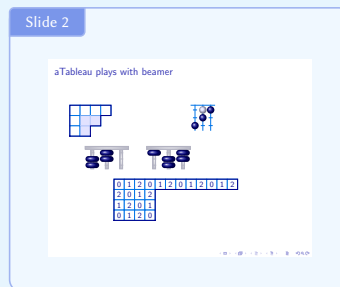 Slide 2
aTableau plays with beamer
0 1 2 0 1 2 0 1 2 0 1 2
2 0 1 2
1 2 0 1
0 1 2 0